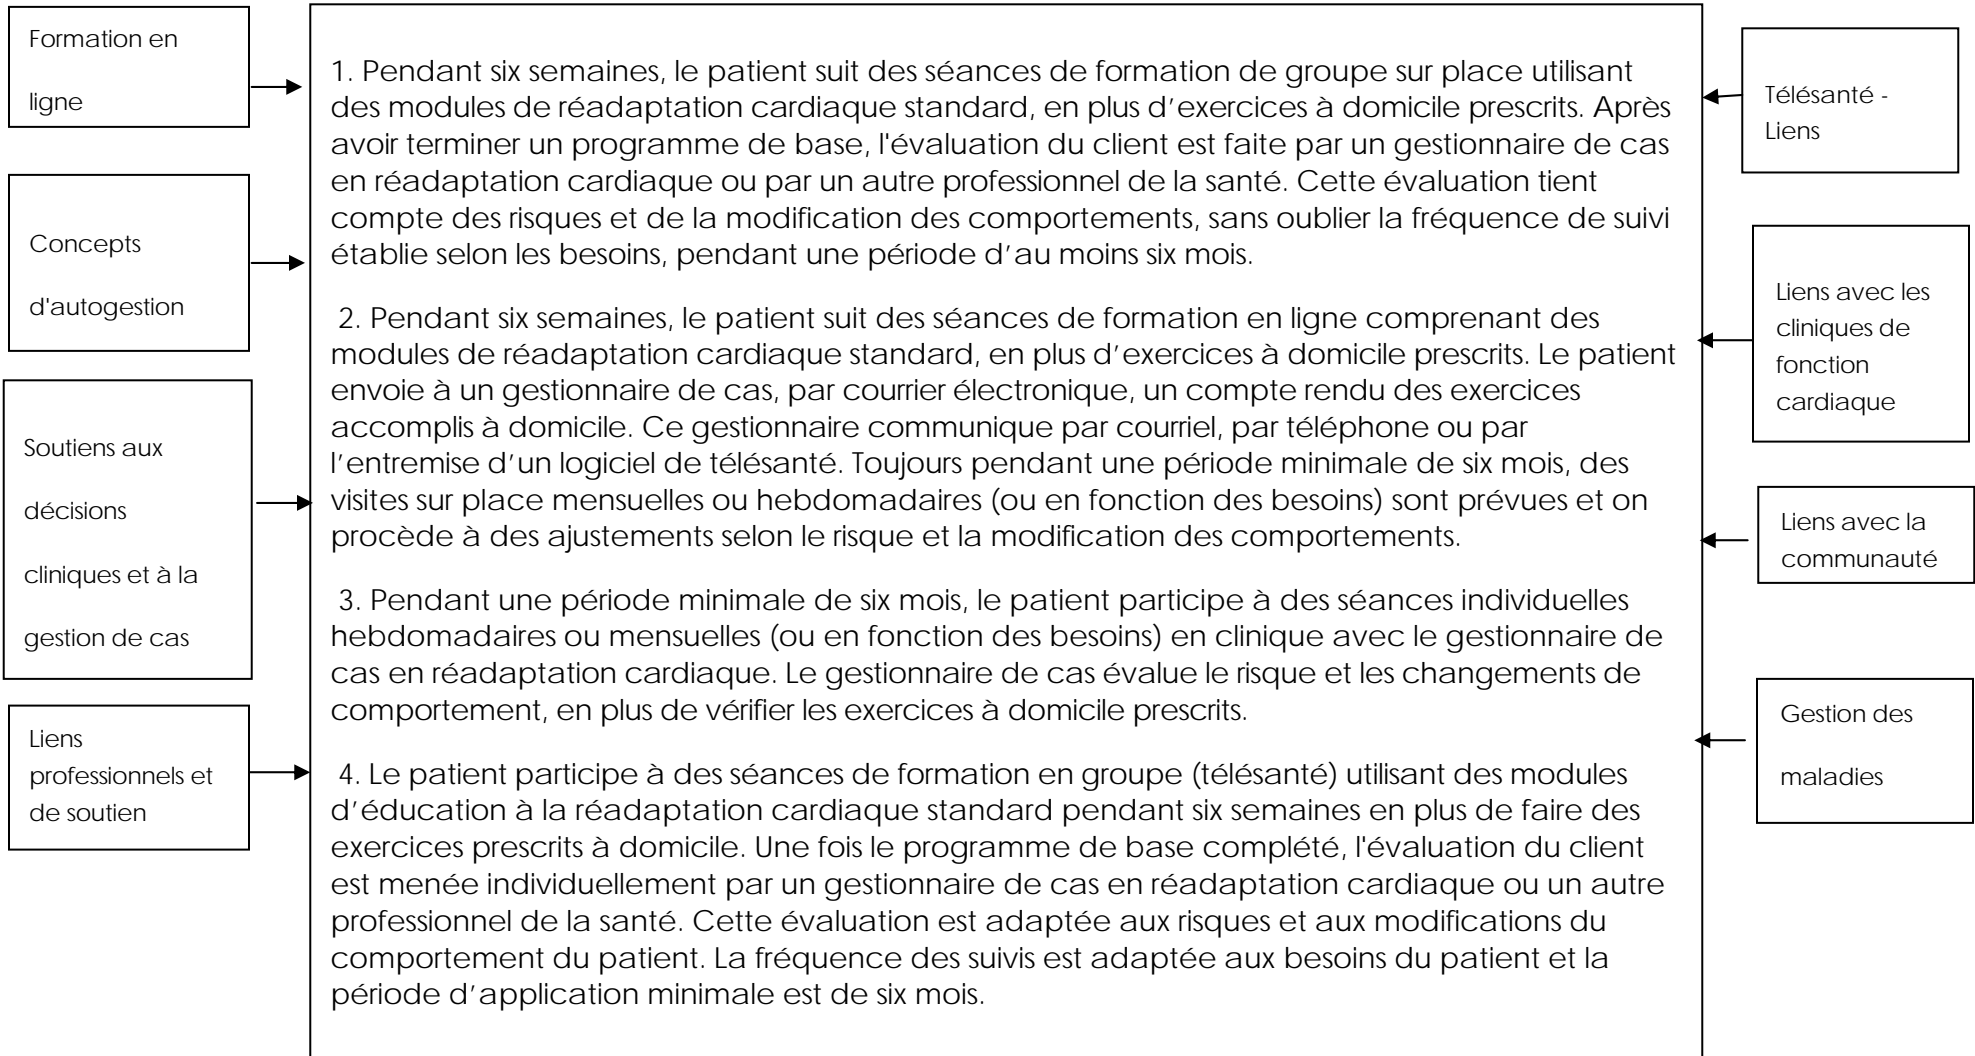 Formation en
ligne
Concepts
d'autogestion
Soutiens aux
décisions
cliniques et à la
gestion de cas
Liens
professionnels et
de soutien
1. Pendant six semaines, le patient suit des séances de formation de groupe sur place utilisant
des modules de réadaptation cardiaque standard, en plus d’exercices à domicile prescrits. Après
avoir terminer un programme de base, l'évaluation du client est faite par un gestionnaire de cas
en réadaptation cardiaque ou par un autre professionnel de la santé. Cette évaluation tient
compte des risques et de la modification des comportements, sans oublier la fréquence de suivi
établie selon les besoins, pendant une période d’au moins six mois.
2. Pendant six semaines, le patient suit des séances de formation en ligne comprenant des
modules de réadaptation cardiaque standard, en plus d’exercices à domicile prescrits. Le patient
envoie à un gestionnaire de cas, par courrier électronique, un compte rendu des exercices
accomplis à domicile. Ce gestionnaire communique par courriel, par téléphone ou par
l’entremise d’un logiciel de télésanté. Toujours pendant une période minimale de six mois, des
visites sur place mensuelles ou hebdomadaires (ou en fonction des besoins) sont prévues et on
procède à des ajustements selon le risque et la modification des comportements.
3. Pendant une période minimale de six mois, le patient participe à des séances individuelles
hebdomadaires ou mensuelles (ou en fonction des besoins) en clinique avec le gestionnaire de
cas en réadaptation cardiaque. Le gestionnaire de cas évalue le risque et les changements de
comportement, en plus de vérifier les exercices à domicile prescrits.
4. Le patient participe à des séances de formation en groupe (télésanté) utilisant des modules
d’éducation à la réadaptation cardiaque standard pendant six semaines en plus de faire des
exercices prescrits à domicile. Une fois le programme de base complété, l'évaluation du client
est menée individuellement par un gestionnaire de cas en réadaptation cardiaque ou un autre
professionnel de la santé. Cette évaluation est adaptée aux risques et aux modifications du
comportement du patient. La fréquence des suivis est adaptée aux besoins du patient et la
période d’application minimale est de six mois.
Télésanté -
Liens
Liens avec les
cliniques de
fonction
cardiaque
Liens avec la
communauté
Gestion des
maladies